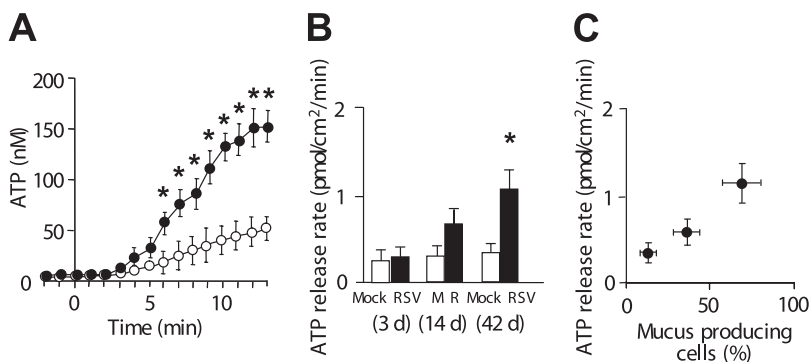 A
ATP (nM)
200
150
100
50
0
* * * * * * * *
0 5 10
Time (min)
B
ATP release rate (pmol/cm²/min)
2
1
0
*
Mock RSV M R Mock RSV
(3 d) (14 d) (42 d)
C
ATP release rate (pmol/cm²/min)
2
1
0
0 50 100
Mucus producing
cells (%)